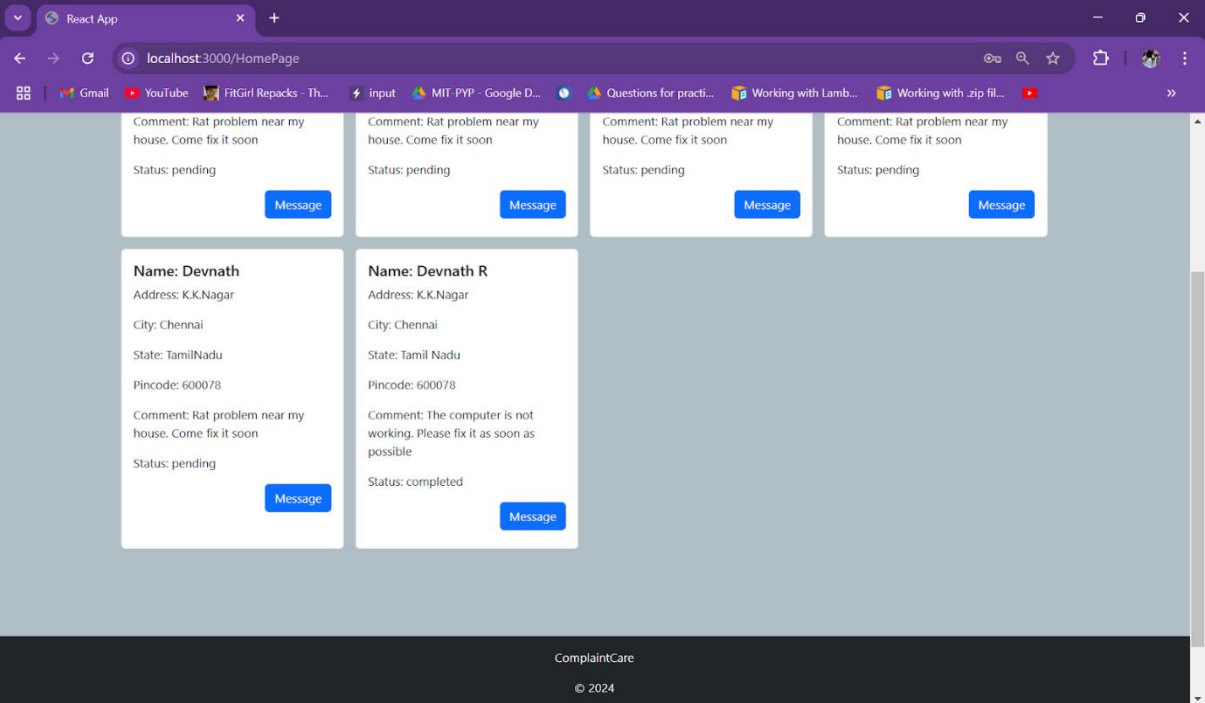 React App
localhost:3000/HomePage
Gmail YouTube FitGirl Repacks - Th... input MIT-PYP - Google D... Questions for practi... Working with Lamb... Working with .zip fil... »
Comment: Rat problem near my
house. Come fix it soon
Status: pending
Message
Comment: Rat problem near my
house. Come fix it soon
Status: pending
Message
Comment: Rat problem near my
house. Come fix it soon
Status: pending
Message
Comment: Rat problem near my
house. Come fix it soon
Status: pending
Message
Name: Devnath
Address: K.K.Nagar
City: Chennai
State: TamilNadu
Pincode: 600078
Comment: Rat problem near my
house. Come fix it soon
Status: pending
Message
Name: Devnath R
Address: K.K.Nagar
City: Chennai
State: Tamil Nadu
Pincode: 600078
Comment: The computer is not
working. Please fix it as soon as
possible
Status: completed
Message
ComplaintCare
© 2024